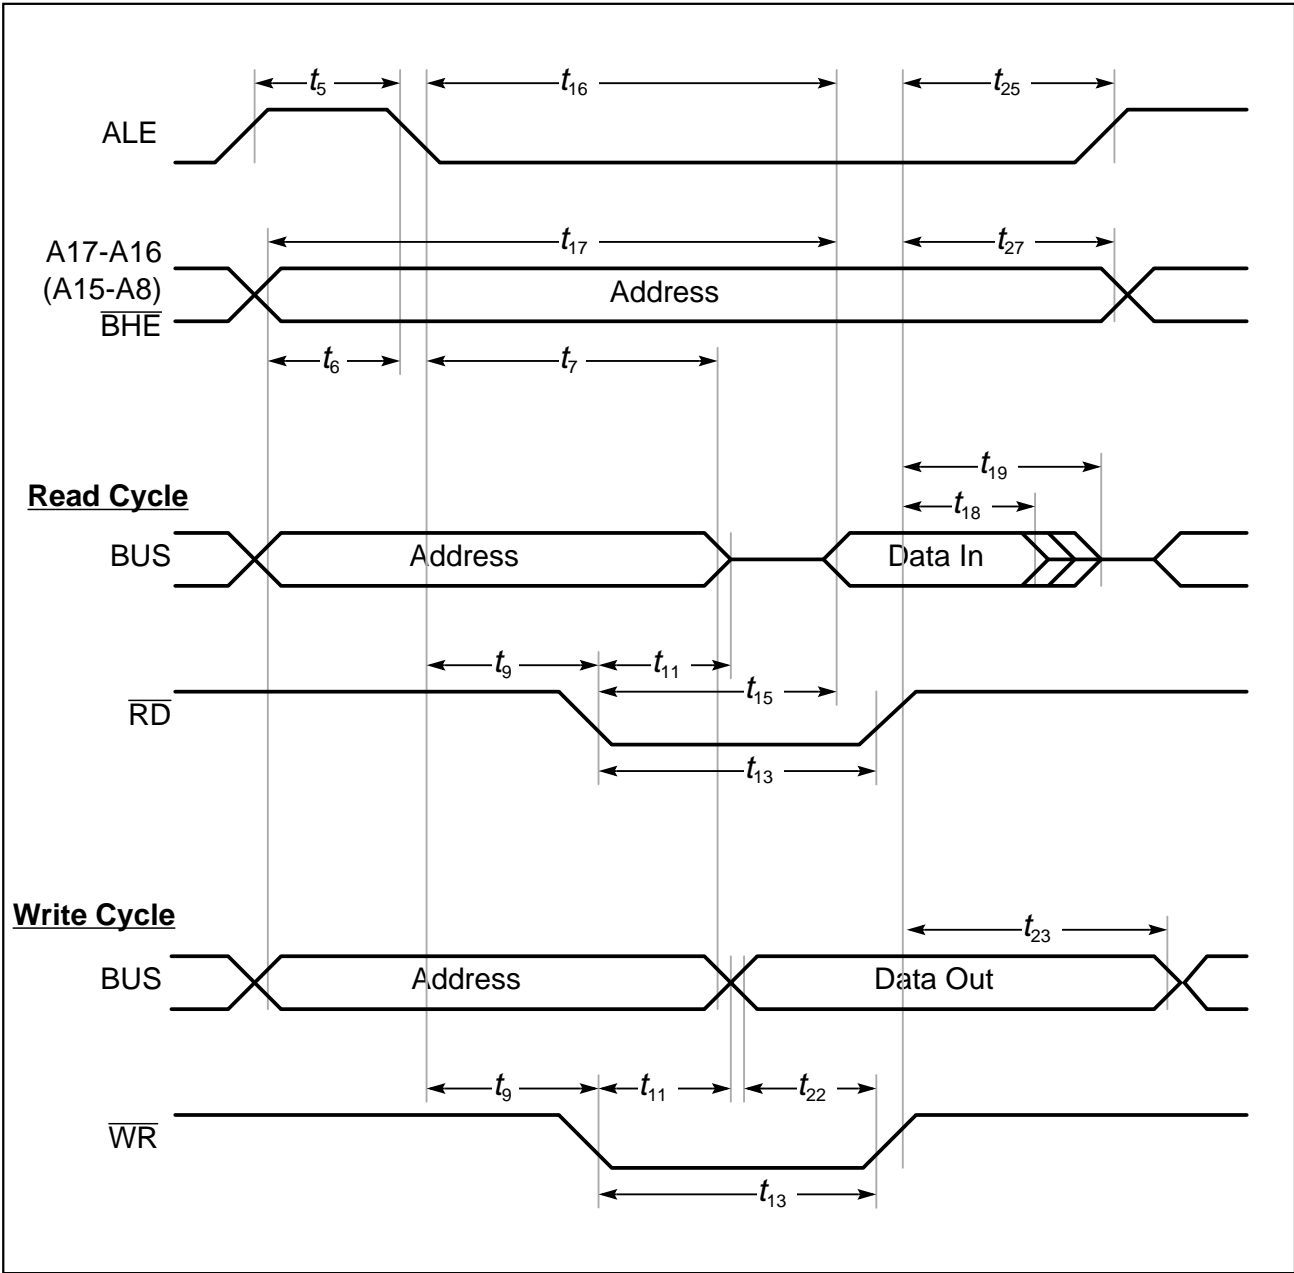 t5
t16
t25
ALE
A17-A16
(A15-A8)
BHE
t17
t27
Address
t6
t7
t19
t18
Read Cycle
BUS
Address
Data In
t9
t11
t15
RD
t13
Write Cycle
t23
BUS
Address
Data Out
t9
t11
t22
WR
t13